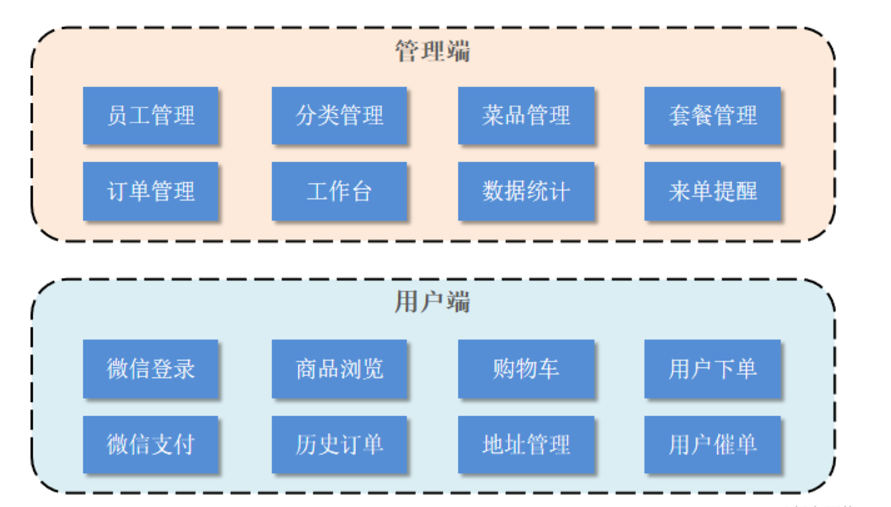 管理端
员工管理 分类管理 菜品管理 套餐管理
订单管理 工作台 数据统计 来单提醒
用户端
微信登录 商品浏览 购物车 用户下单
微信支付 历史订单 地址管理 用户催单